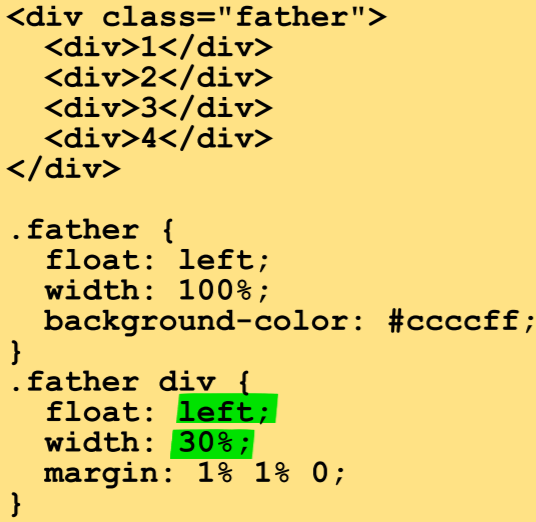 <div class="father">
  <div>1</div>
  <div>2</div>
  <div>3</div>
  <div>4</div>
</div>

.father {
  float: left;
  width: 100%;
  background-color: #ccccff;
}
.father div {
  float: left;
  width: 30%;
  margin: 1% 1% 0;
}